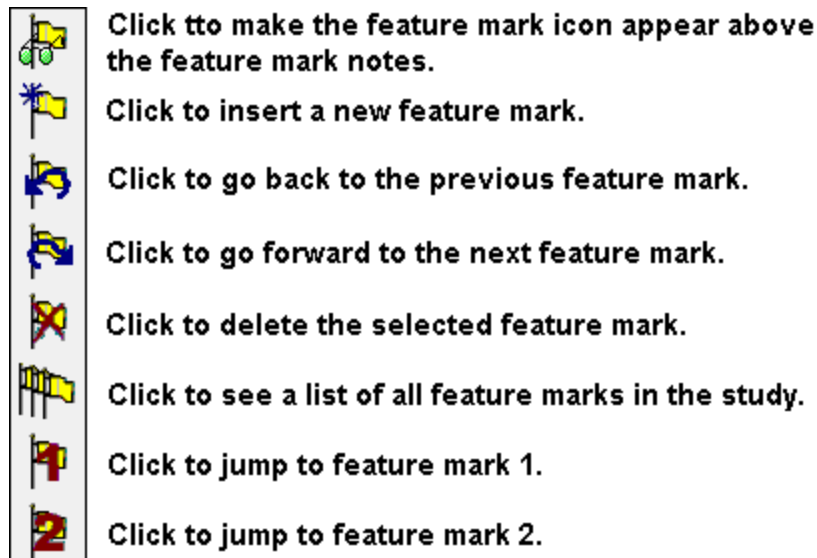 Click tto make the feature mark icon appear above
the feature mark notes.
Click to insert a new feature mark.
Click to go back to the previous feature mark.
Click to go forward to the next feature mark.
Click to delete the selected feature mark.
Click to see a list of all feature marks in the study.
1 Click to jump to feature mark 1.
2 Click to jump to feature mark 2.